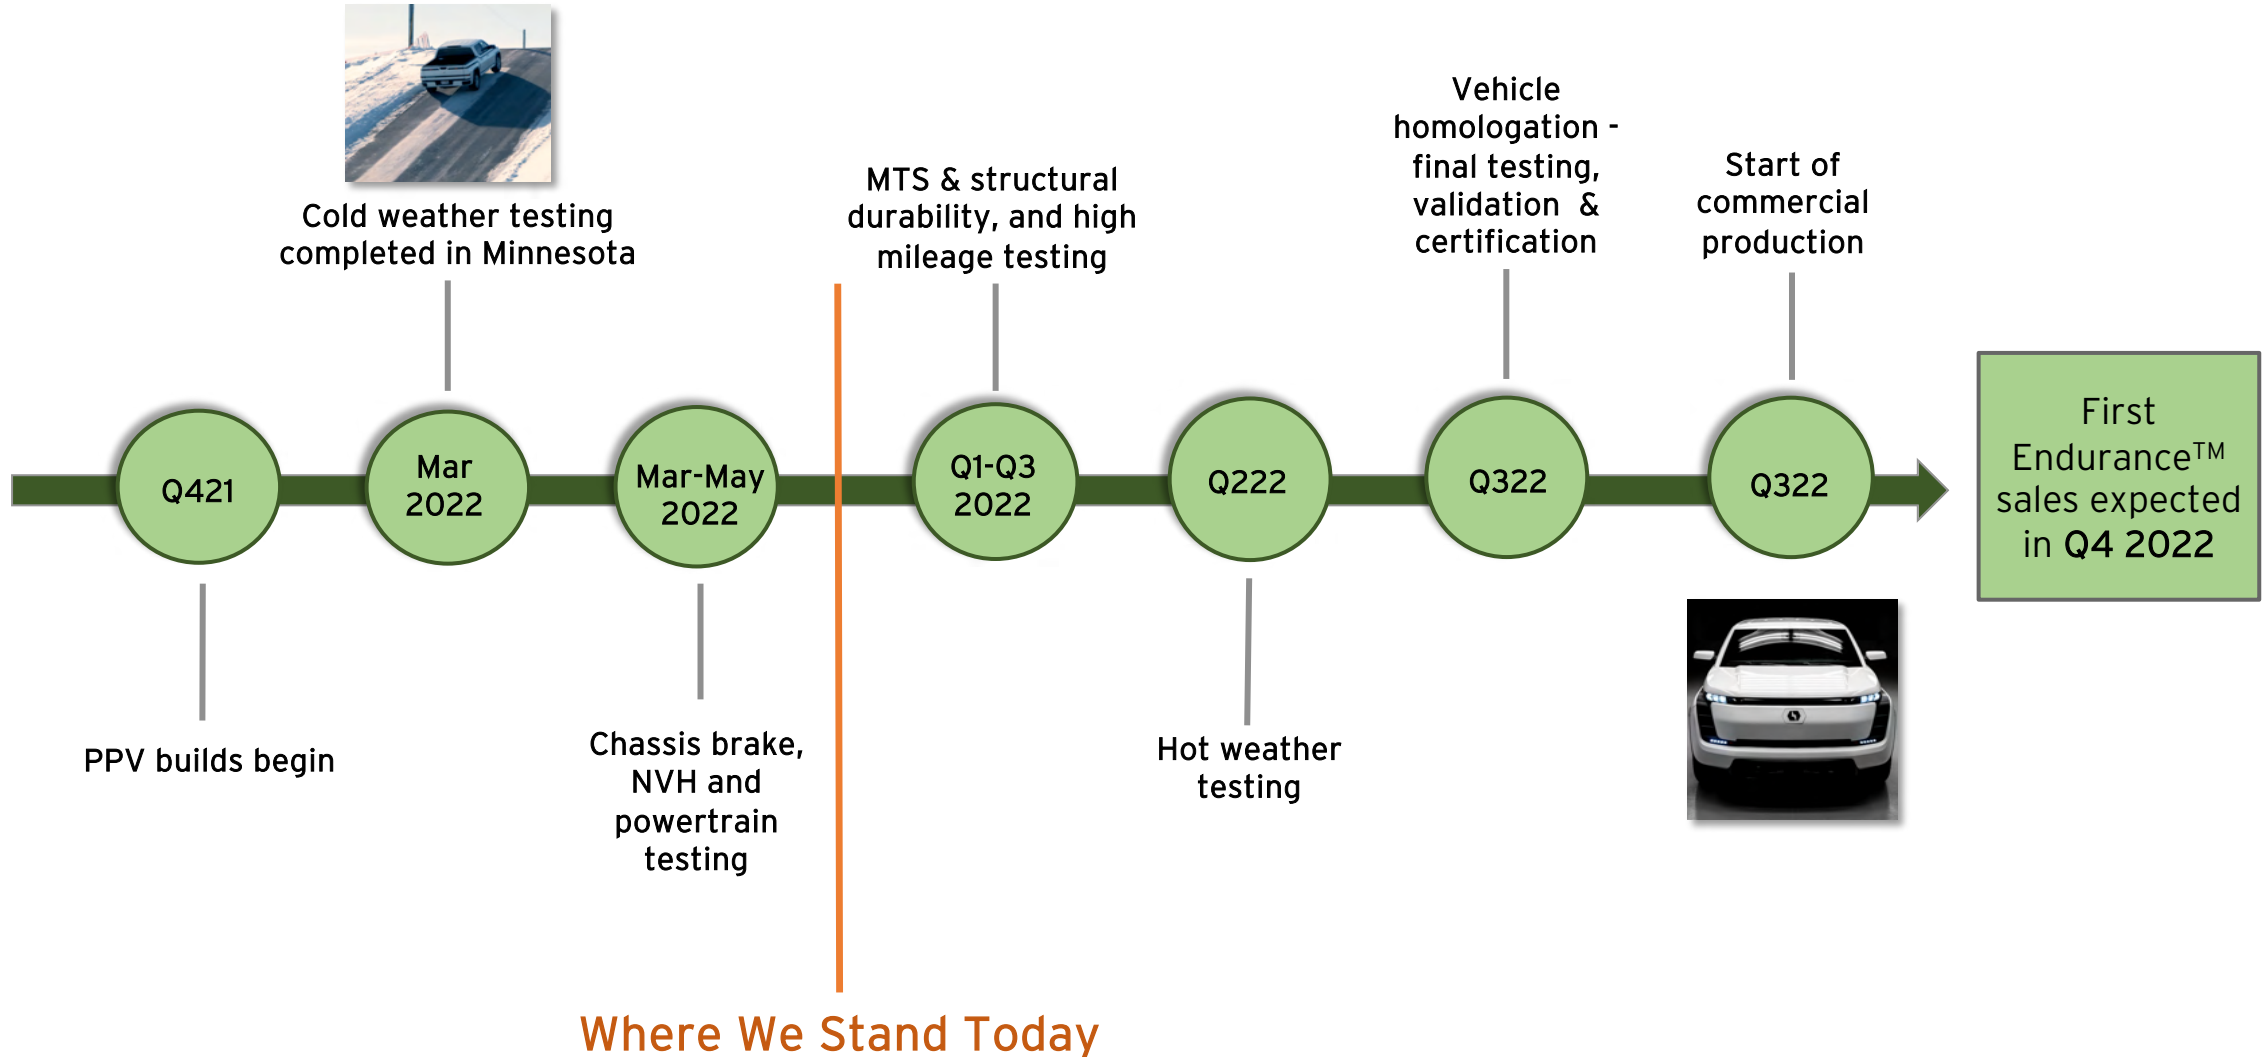 Cold weather testing
completed in Minnesota
MTS & structural
durability, and high
mileage testing
Vehicle
homologation -
final testing,
validation & 
certification
Start of
commercial
production
Q421
Mar
2022
Mar-May
2022
Q1-Q3
2022
Q222
Q322
Q322
First
Endurance™
sales expected
in Q4 2022
PPV builds begin
Chassis brake,
NVH and
powertrain
testing
Hot weather
testing
Where We Stand Today